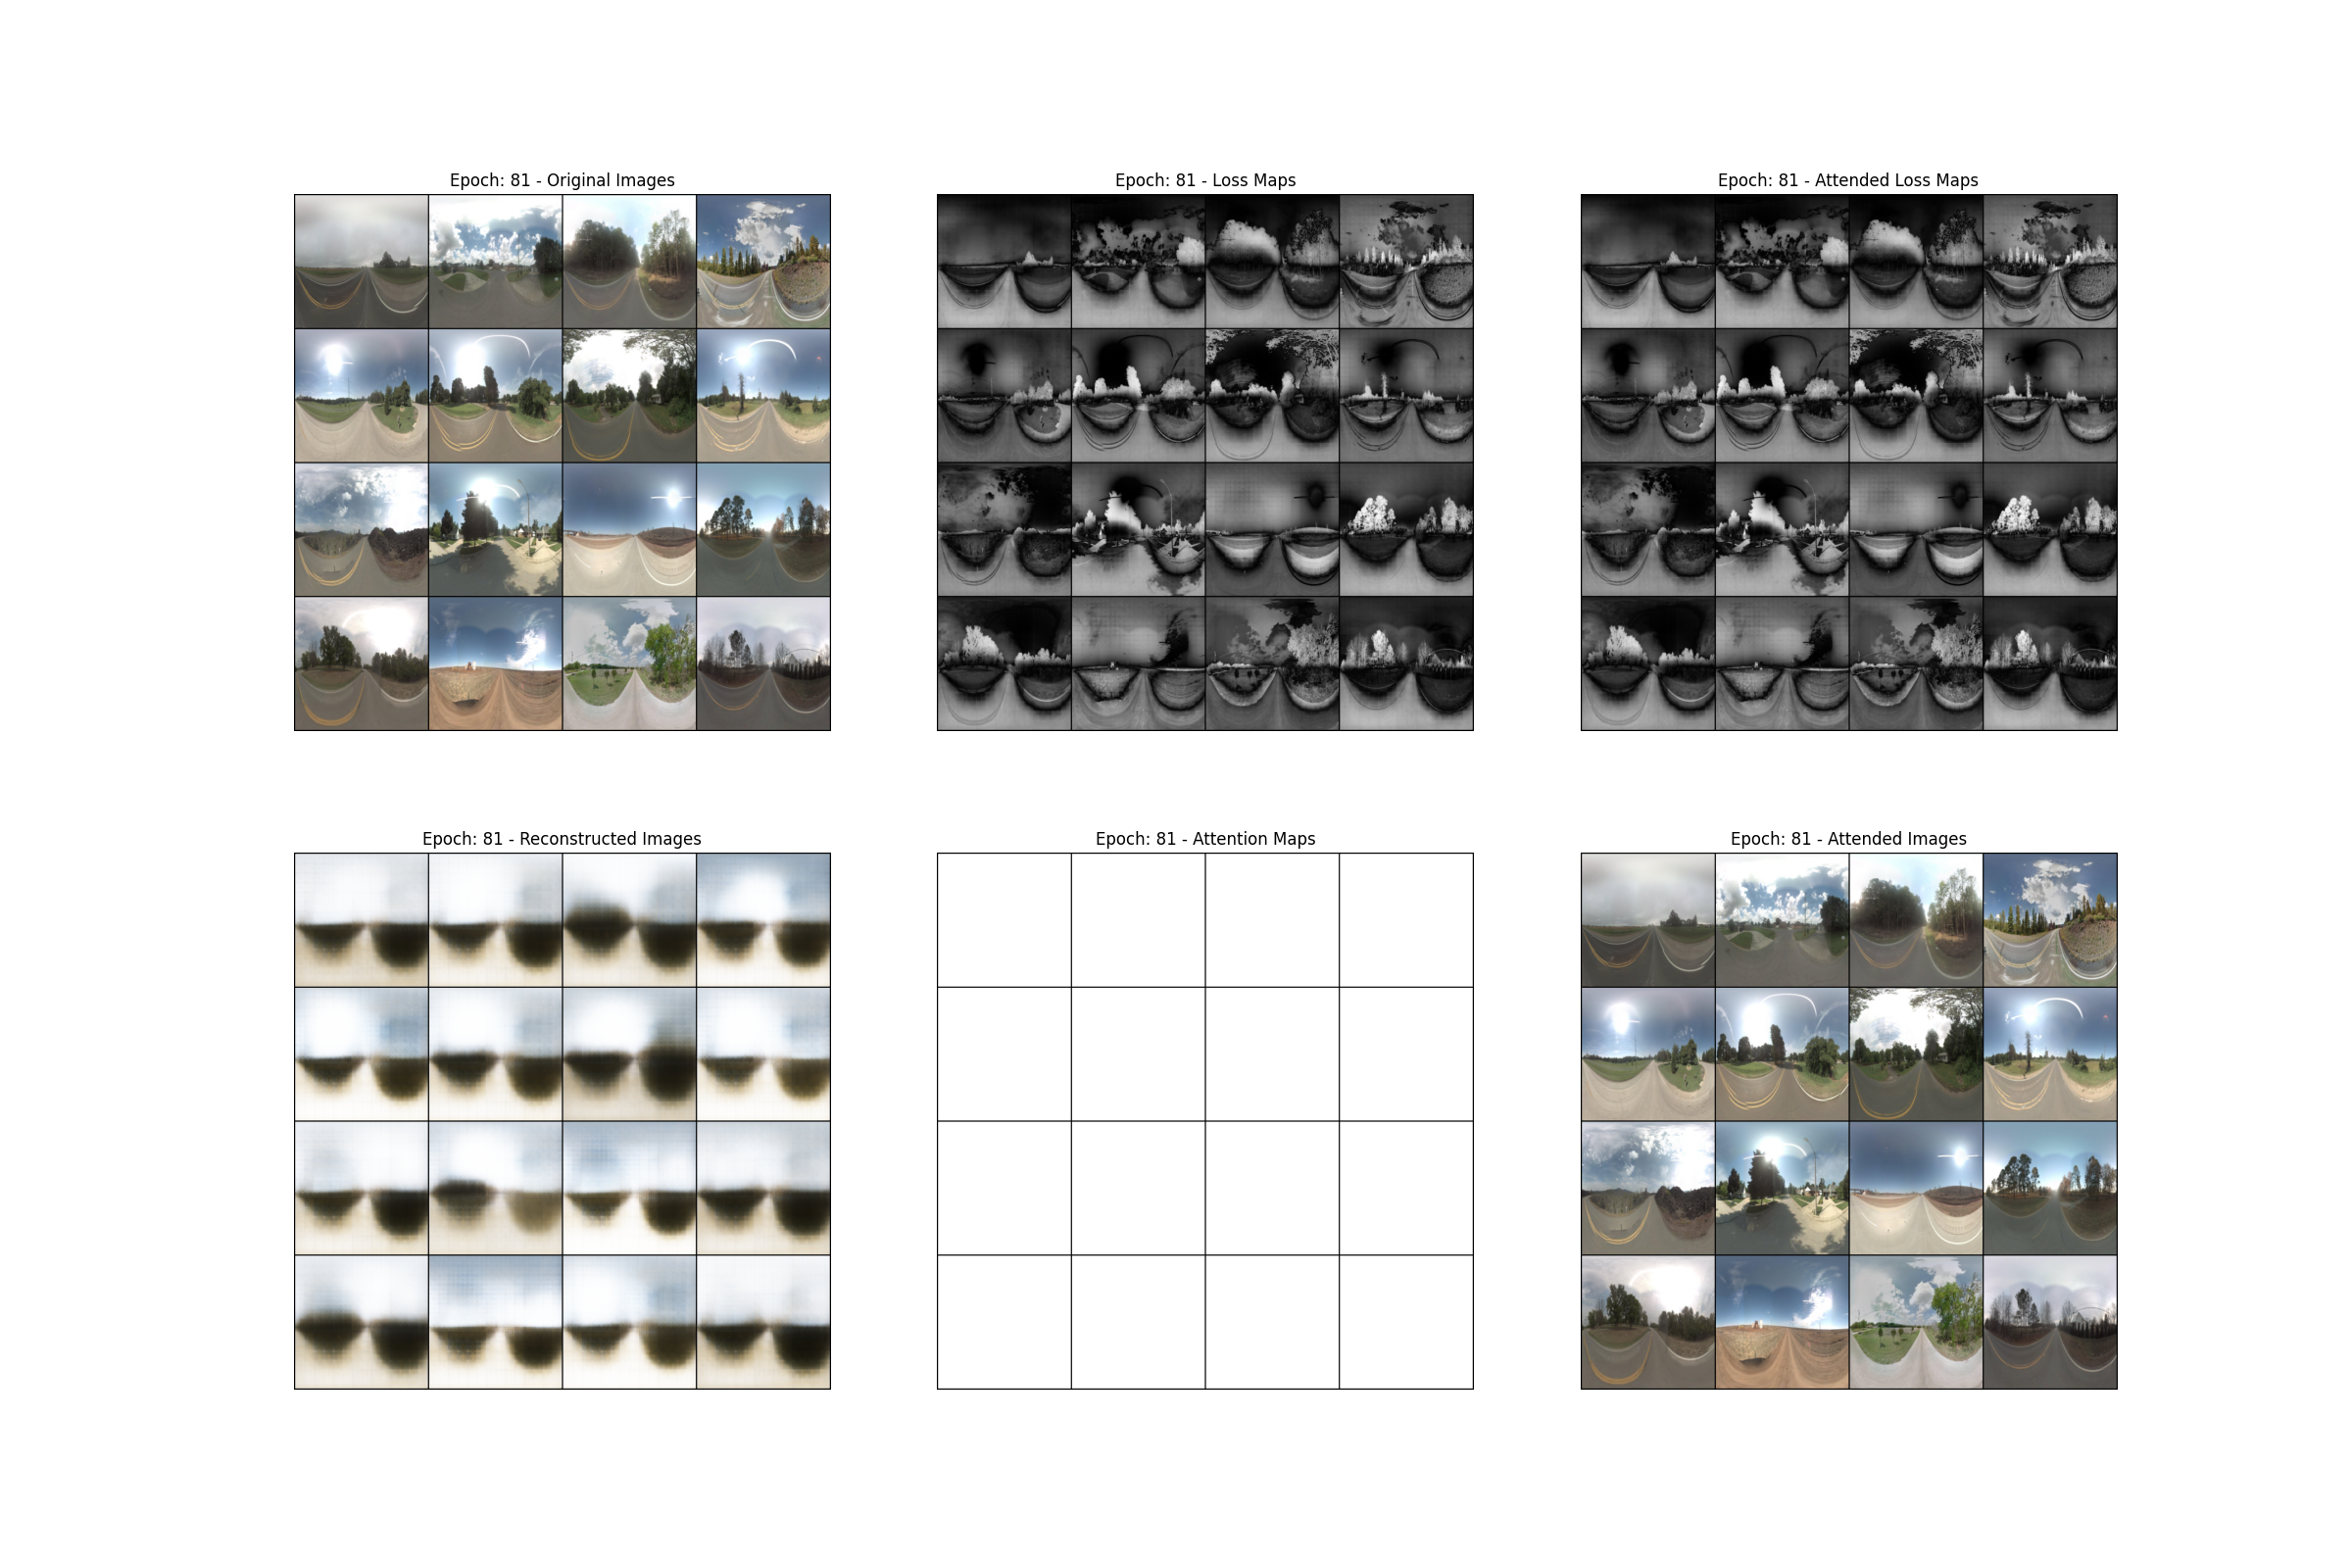 Epoch: 81 - Original Images
Epoch: 81 - Loss Maps
Epoch: 81 - Attended Loss Maps
Epoch: 81 - Reconstructed Images
Epoch: 81 - Attention Maps
Epoch: 81 - Attended Images